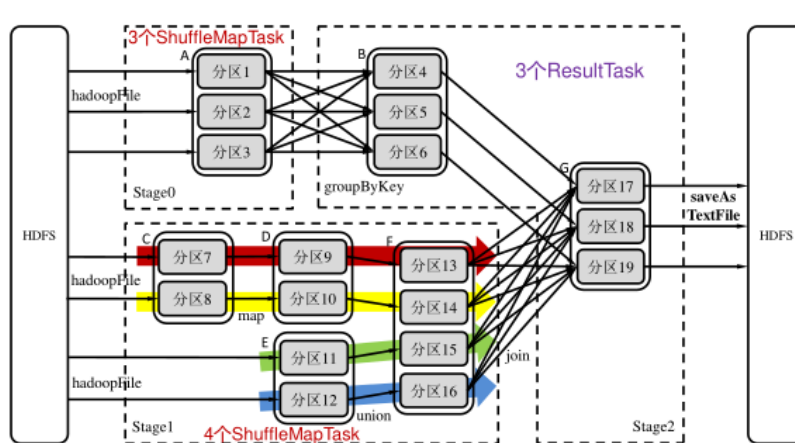 3个ShuffleMapTask
A
B
分区1
分区4
3个ResultTask
hadoopFile
分区2
分区5
分区3
分区6
G
分区17
Stage0
groupByKey
saveAs
TextFile
分区18
HDFS
HDFS
C
D
F
分区7
分区9
分区13
分区19
hadoopFile
分区8
分区10
分区14
map
E
分区11
分区15
join
hadoopFile
分区12
分区16
union
Stage1
4个ShuffleMapTask
Stage2